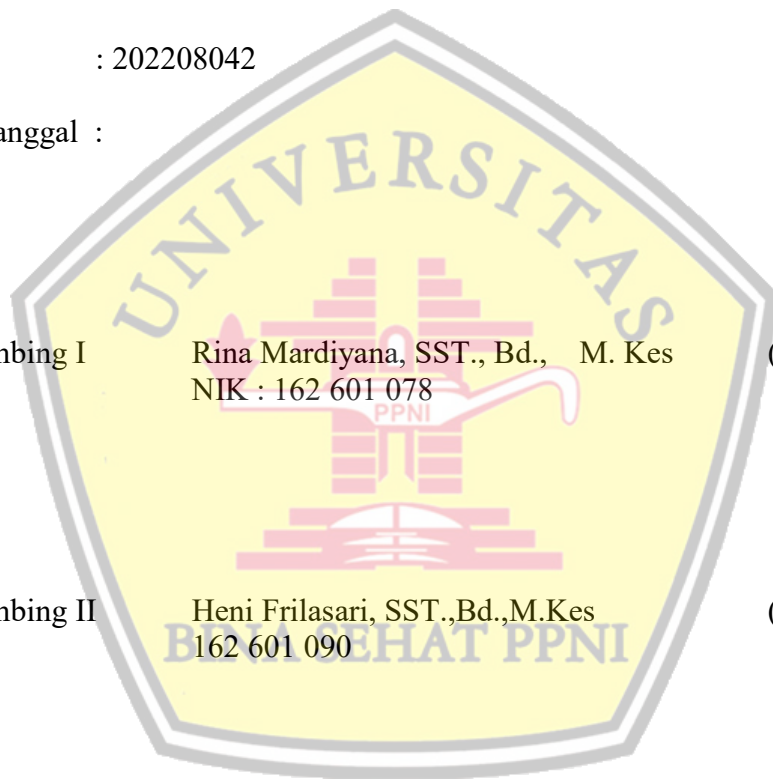 : 202208042
anggal :
UNIVERSITAS
nbing I Rina Mardiyana, SST., Bd., M. Kes (
NIK : 162 601 078
PPNI
nbing II Heni Frilasari, SST.,Bd.,M.Kes (
162 601 090
BINA SEHAT PPNI